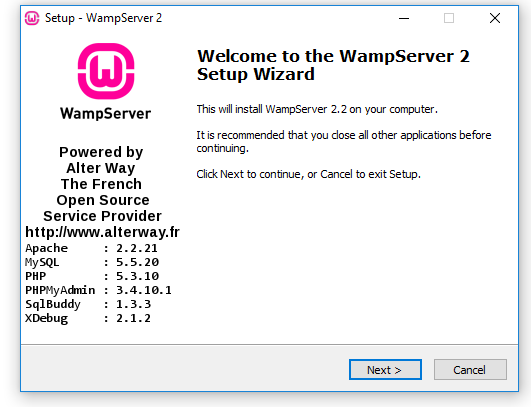 Setup - WampServer 2
WampServer
Powered by
Alter Way
The French
Open Source
Service Provider
http://www.alterway.fr
Apache : 2.2.21
MySQL : 5.5.20
PHP : 5.3.10
PHPMyAdmin : 3.4.10.1
SqlBuddy : 1.3.3
XDebug : 2.1.2
Welcome to the WampServer 2
Setup Wizard
This will install WampServer 2.2 on your computer.
It is recommended that you close all other applications before
continuing.
Click Next to continue, or Cancel to exit Setup.
Next >
Cancel